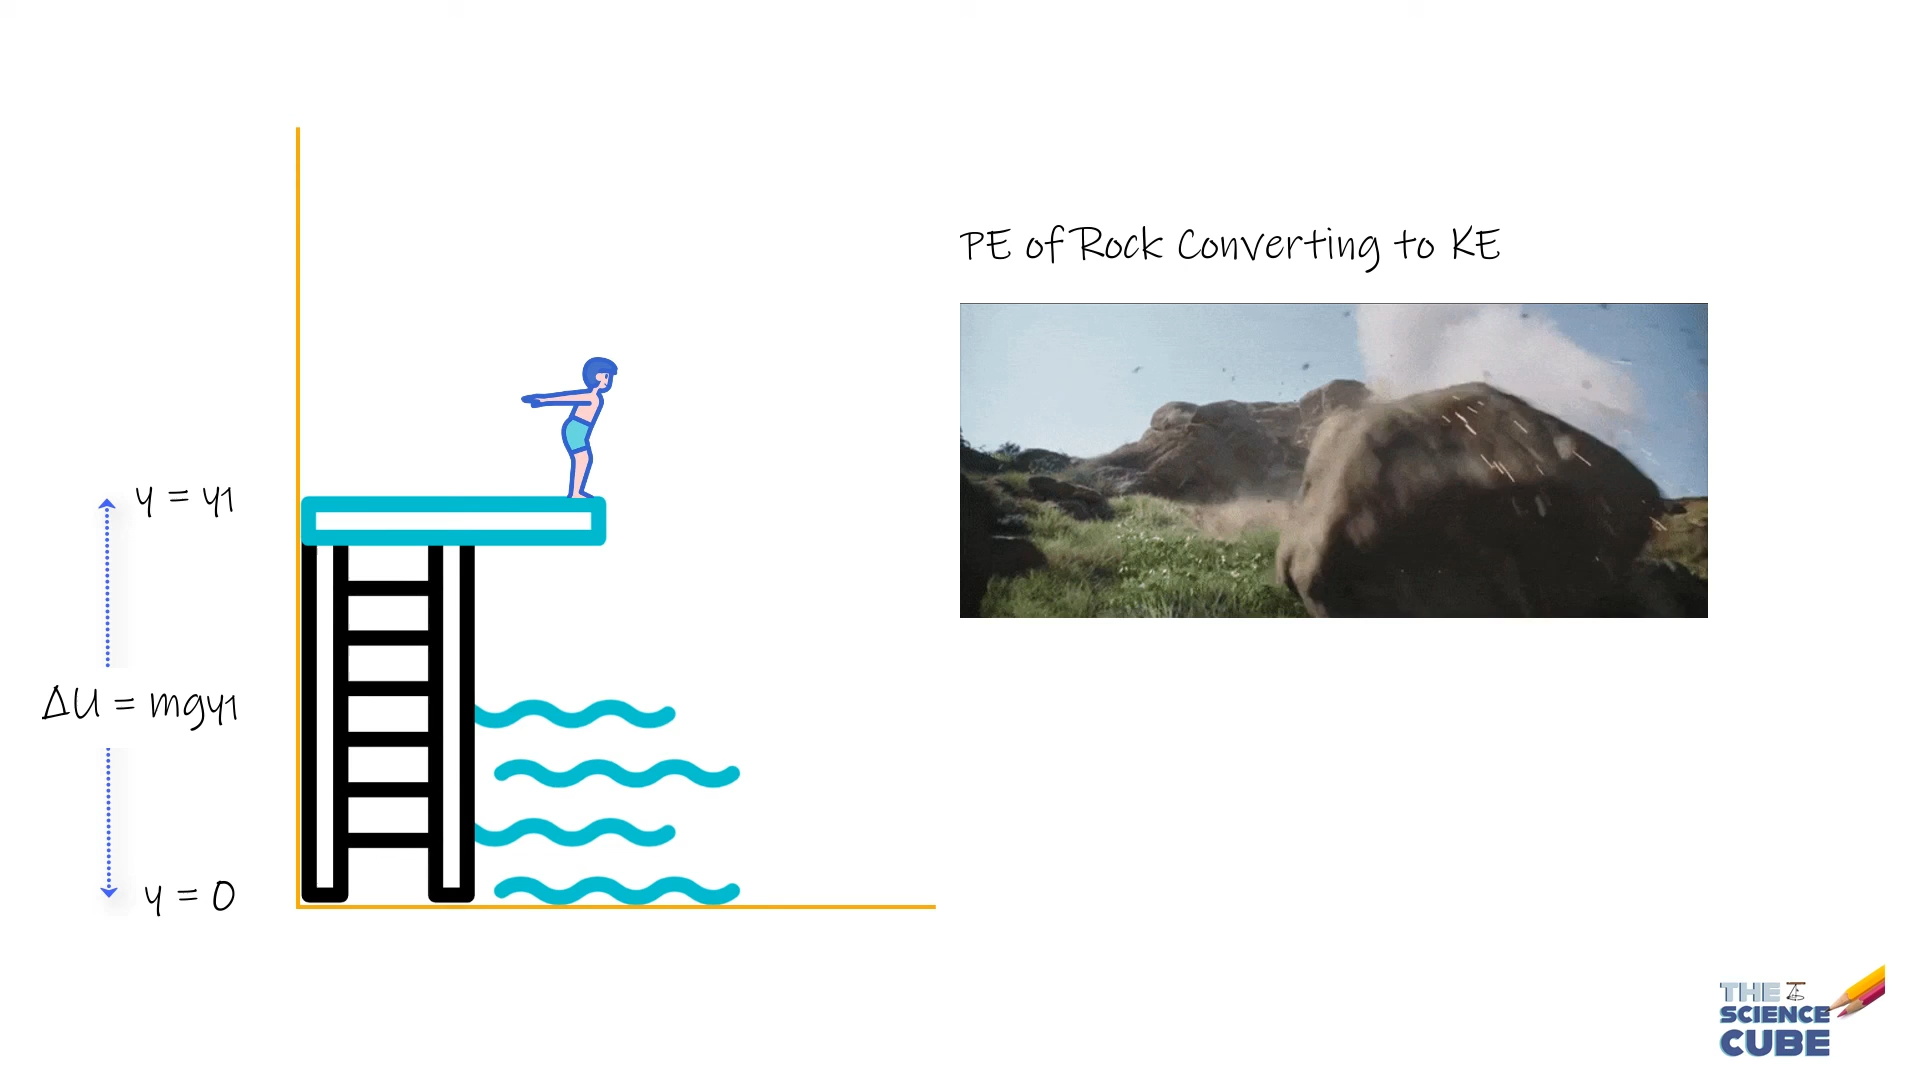 PE of Rock Converting to KE
y = y1
ΔU = mgy1
y = 0
THE
SCIENCE
CUBE